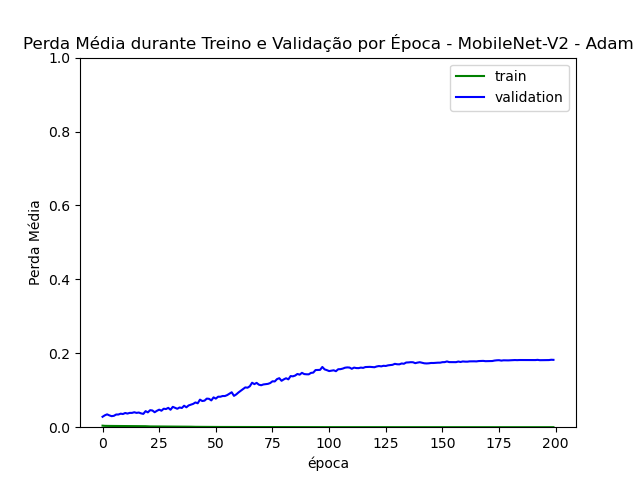 Perda Média durante Treino e Validação por Época - MobileNet-V2 - Adam
1.0
train
validation
0.8
0.6
Perda Média
0.4
0.2
0.0
0 25 50 75 100 125 150 175 200
época